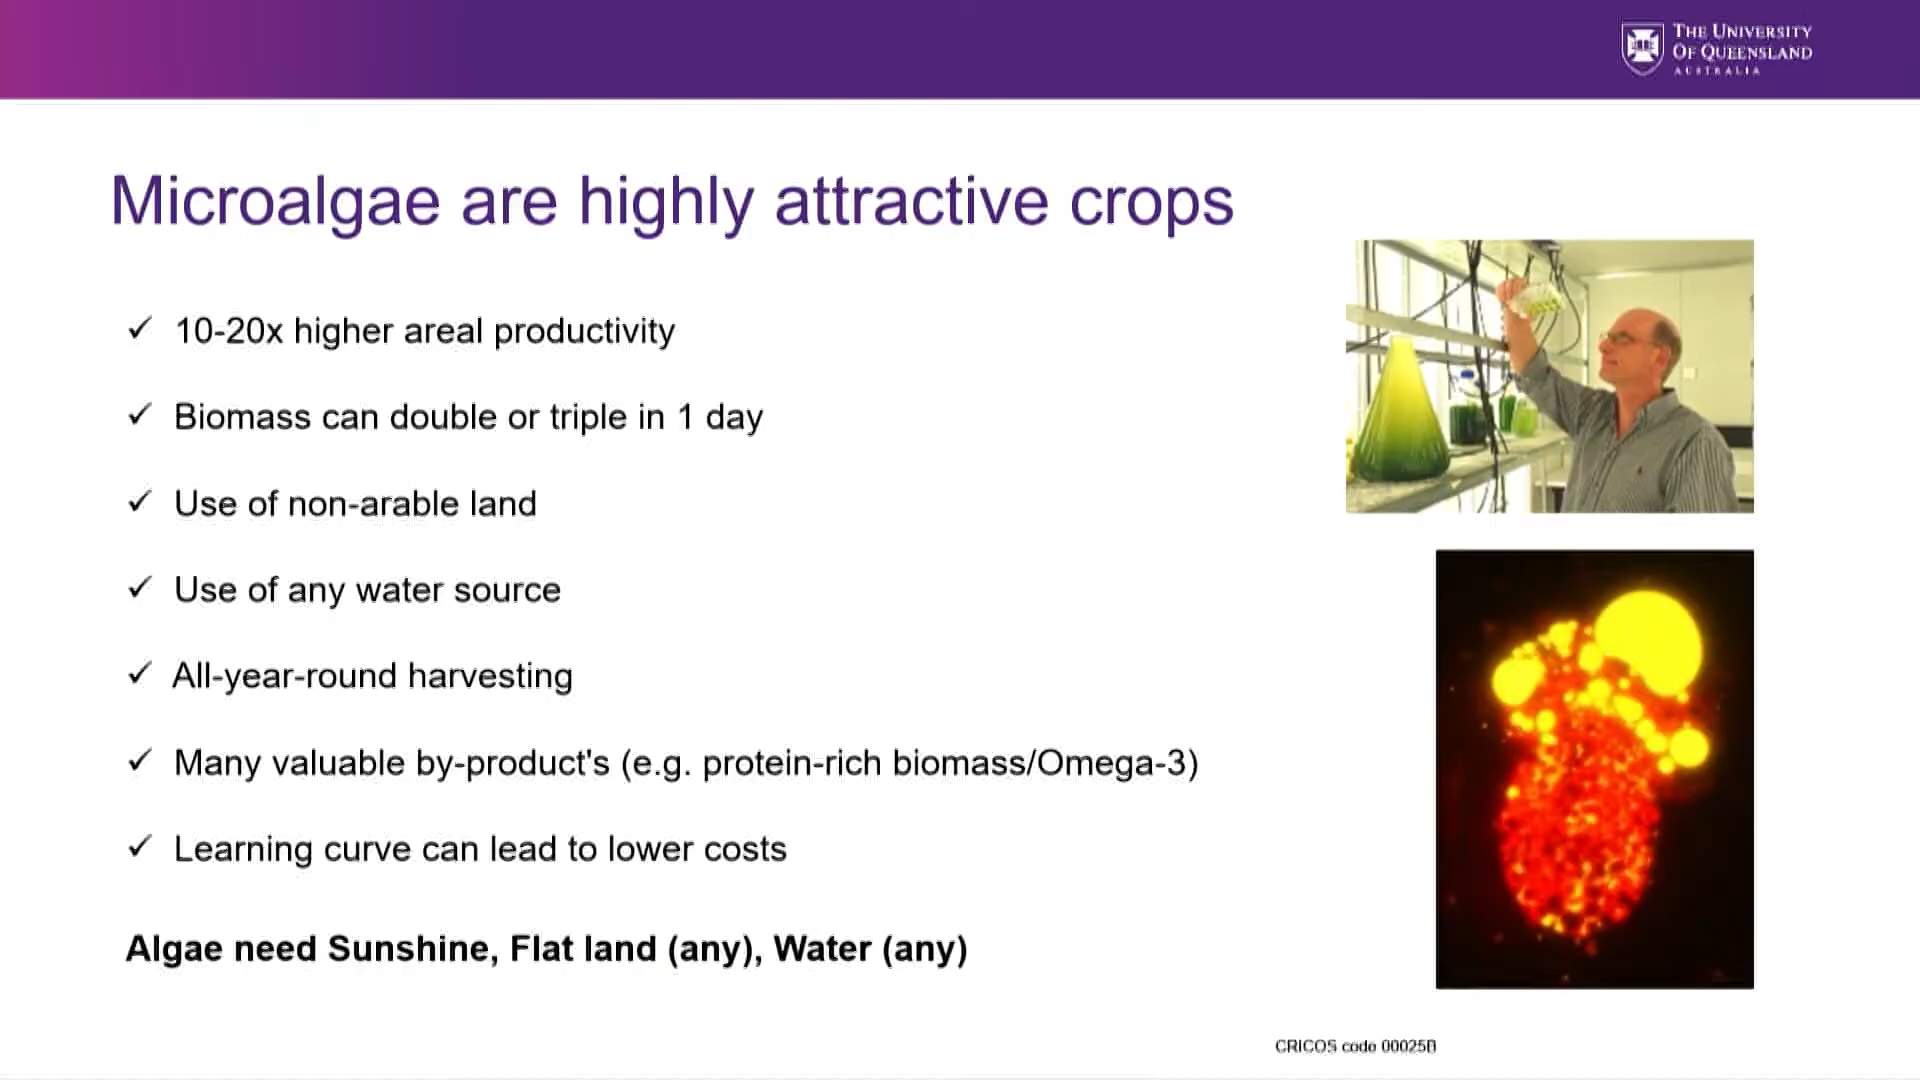 THE UNIVERSITY
OF QUEENSLAND
AUSTRALIA
Microalgae are highly attractive crops
✓ 10-20x higher areal productivity
✓ Biomass can double or triple in 1 day
✓ Use of non-arable land
✓ Use of any water source
✓ All-year-round harvesting
✓ Many valuable by-product's (e.g. protein-rich biomass/Omega-3)
✓ Learning curve can lead to lower costs
Algae need Sunshine, Flat land (any), Water (any)
CRICOS code 00025B